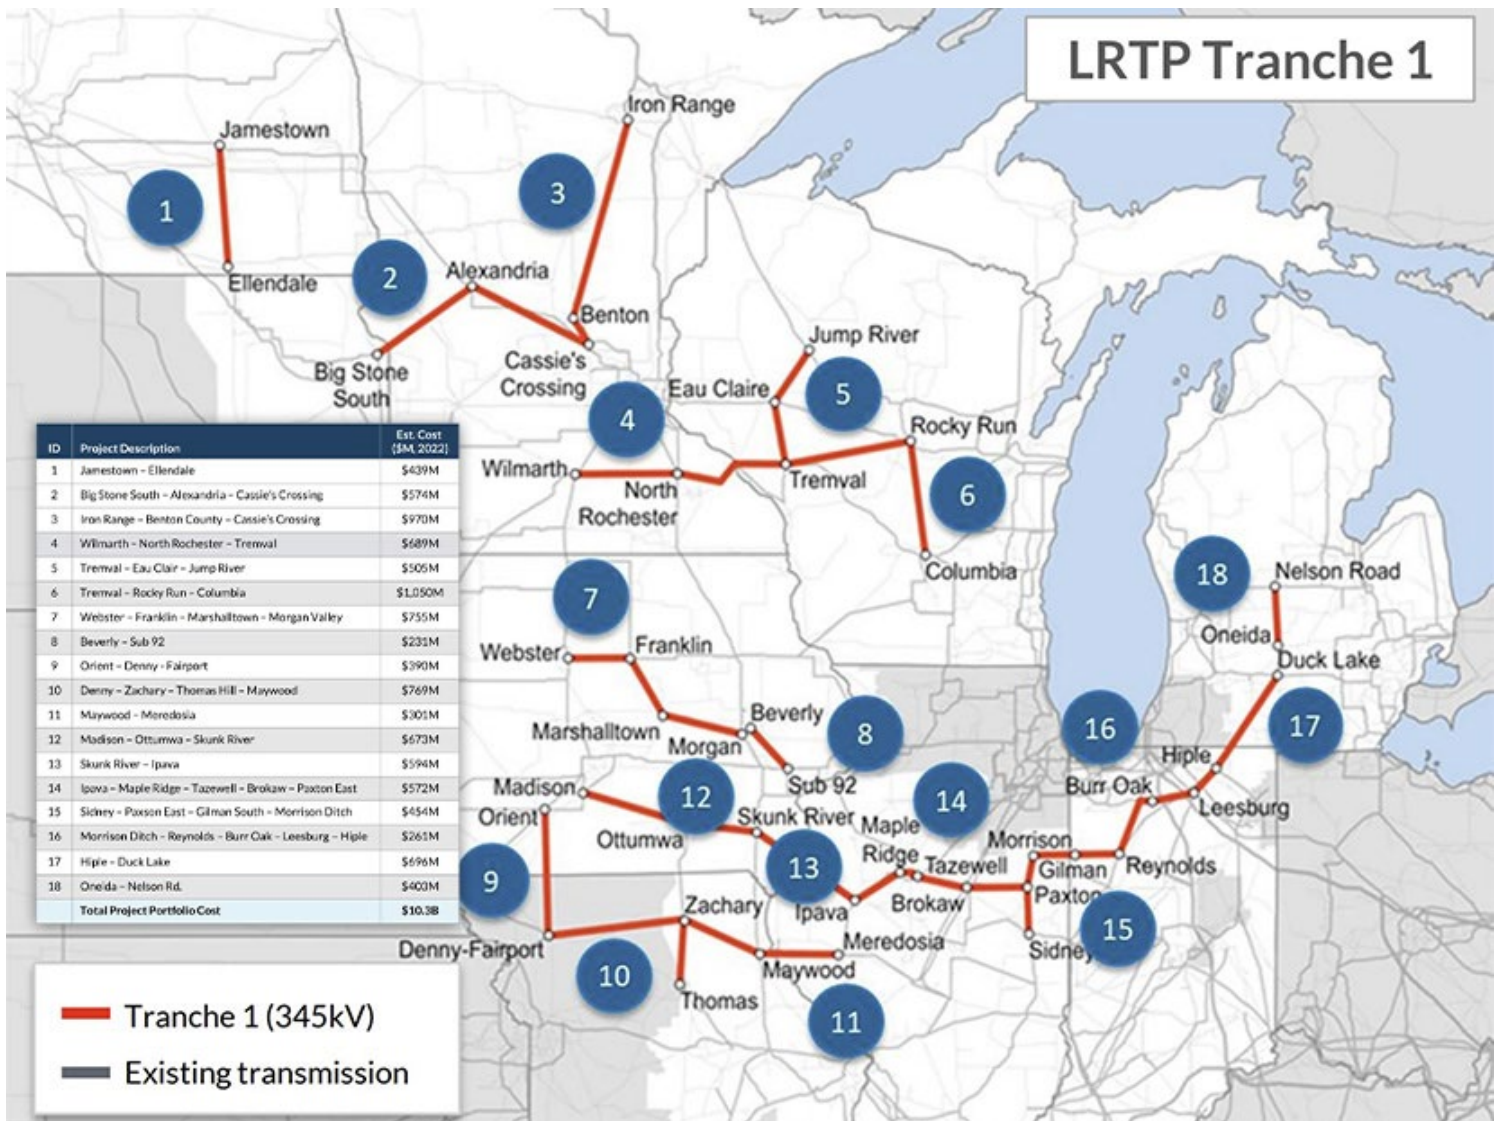 LRTP Tranche 1
Iron Range
Jamestown
3
1
Alexandria
2
Ellendale
Benton
Jump River
Big Stone
South
Cassie's
Crossing
Eau Claire
5
4
Rocky Run
Wilmarth
North
Rochester
Tremval
6
Columbia
18
Nelson Road
7
Oneida
Duck Lake
Webster
Franklin
Beverly
8
16
17
Marshalltown
Morgan
Hiple
Sub 92
Burr Oak
Leesburg
Madison
12
14
Orient
Skunk River
Maple
Ridge
Ottumwa
Morrison
13
Tazewell
Gilman
Reynolds
9
Paxton
Ipava
Brokaw
Zachary
15
Denny-Fairport
Meredosia
Sidney
10
Maywood
Thomas
11
ID Project Description Est. Cost
($M, 2022)
1 Jamestown – Ellendale $439M
2 Big Stone South – Alexandria – Cassie's Crossing $574M
3 Iron Range – Benton County – Cassie's Crossing $970M
4 Wilmarth – North Rochester – Tremval $689M
5 Tremval – Eau Clair – Jump River $505M
6 Tremval – Rocky Run – Columbia $1,050M
7 Webster – Franklin – Marshalltown – Morgan Valley $755M
8 Beverly – Sub 92 $231M
9 Orient – Denny - Fairport $390M
10 Denny – Zachary – Thomas Hill – Maywood $769M
11 Maywood – Meredosia $301M
12 Madison – Ottumwa – Skunk River $673M
13 Skunk River – Ipava $594M
14 Ipava – Maple Ridge – Tazewell – Brokaw – Paxton East $572M
15 Sidney – Paxson East – Gilman South – Morrison Ditch $454M
16 Morrison Ditch – Reynolds – Burr Oak – Leesburg – Hiple $261M
17 Hiple – Duck Lake $696M
18 Oneida – Nelson Rd. $403M
Total Project Portfolio Cost $10.3B
Tranche 1 (345kV)
Existing transmission